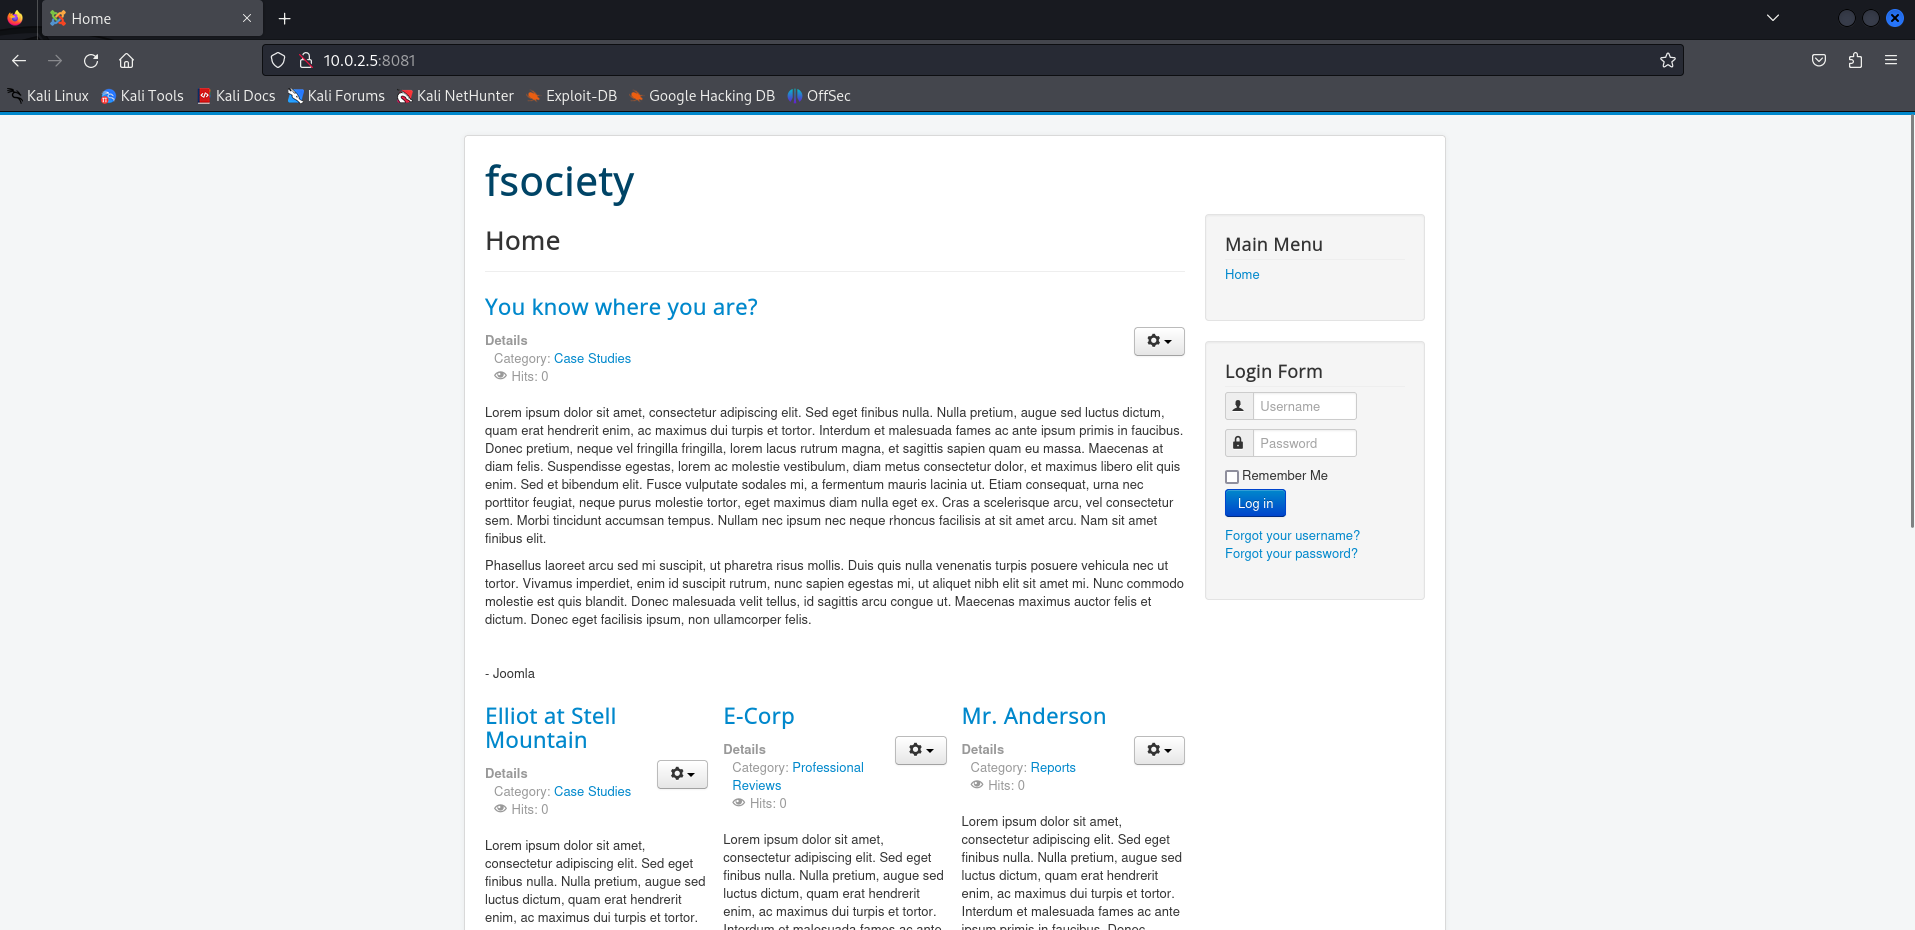 Home
10.0.2.5:8081
Kali Linux Kali Tools Kali Docs Kali Forums Kali NetHunter Exploit-DB Google Hacking DB OffSec
fsociety
Home
You know where you are?
Details
Category: Case Studies
Hits: 0
Lorem ipsum dolor sit amet, consectetur adipiscing elit. Sed eget finibus nulla. Nulla pretium, augue sed luctus dictum,
quam erat hendrerit enim, ac maximus dui turpis et tortor. Interdum et malesuada fames ac ante ipsum primis in faucibus.
Donec pretium, neque vel fringilla fringilla, lorem lacus rutrum magna, et sagittis sapien quam eu massa. Maecenas at
diam felis. Suspendisse egestas, lorem ac molestie vestibulum, diam metus consectetur dolor, et maximus libero elit quis
enim. Sed et bibendum elit. Fusce vulputate sodales mi, a fermentum mauris lacinia ut. Etiam consequat, urna nec
porttitor feugiat, neque purus molestie tortor, eget maximus diam nulla eget ex. Cras a scelerisque arcu, vel consectetur
sem. Morbi tincidunt accumsan tempus. Nullam nec ipsum nec neque rhoncus facilisis at sit amet arcu. Nam sit amet
finibus elit.
Phasellus laoreet arcu sed mi suscipit, ut pharetra risus mollis. Duis quis nulla venenatis turpis posuere vehicula nec ut
tortor. Vivamus imperdiet, enim id suscipit rutrum, nunc sapien egestas mi, ut aliquet nibh elit sit amet mi. Nunc commodo
molestie est quis blandit. Donec malesuada velit tellus, id sagittis arcu congue ut. Maecenas maximus auctor felis et
dictum. Donec eget facilisis ipsum, non ullamcorper felis.
- Joomla
Elliot at Stell
Mountain
Details
Category: Case Studies
Hits: 0
Lorem ipsum dolor sit amet,
consectetur adipiscing elit. Sed eget
finibus nulla. Nulla pretium, augue sed
luctus dictum, quam erat hendrerit
enim, ac maximus dui turpis et tortor.
E-Corp
Details
Category: Professional
Reviews
Hits: 0
Lorem ipsum dolor sit amet,
consectetur adipiscing elit. Sed eget
finibus nulla. Nulla pretium, augue sed
luctus dictum, quam erat hendrerit
enim, ac maximus dui turpis et tortor.
Interdum et malesuada fames ac ante
Mr. Anderson
Details
Category: Reports
Hits: 0
Lorem ipsum dolor sit amet,
consectetur adipiscing elit. Sed eget
finibus nulla. Nulla pretium, augue sed
luctus dictum, quam erat hendrerit
enim, ac maximus dui turpis et tortor.
Interdum et malesuada fames ac ante
ipsum primis in faucibus. Donec
Main Menu
Home
Login Form
Username
Password
Remember Me
Log in
Forgot your username?
Forgot your password?